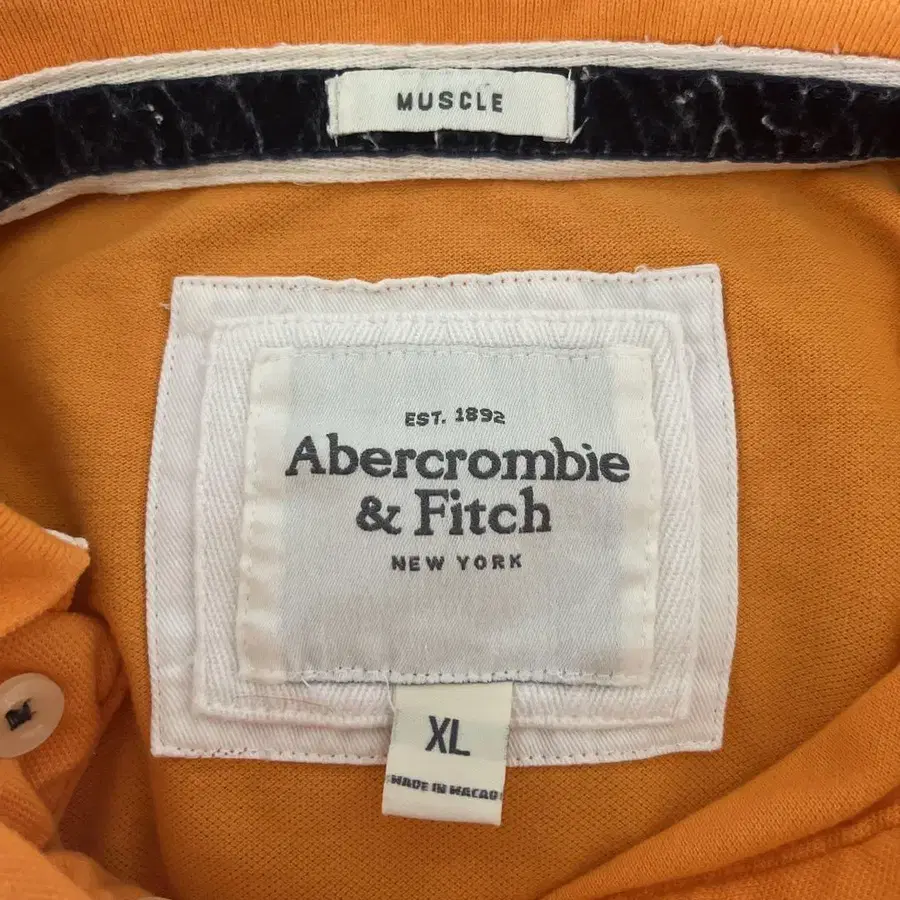 MUSCLE
EST. 1892
Abercrombie
& Fitch
NEW YORK
XL
MADE IN MACAO